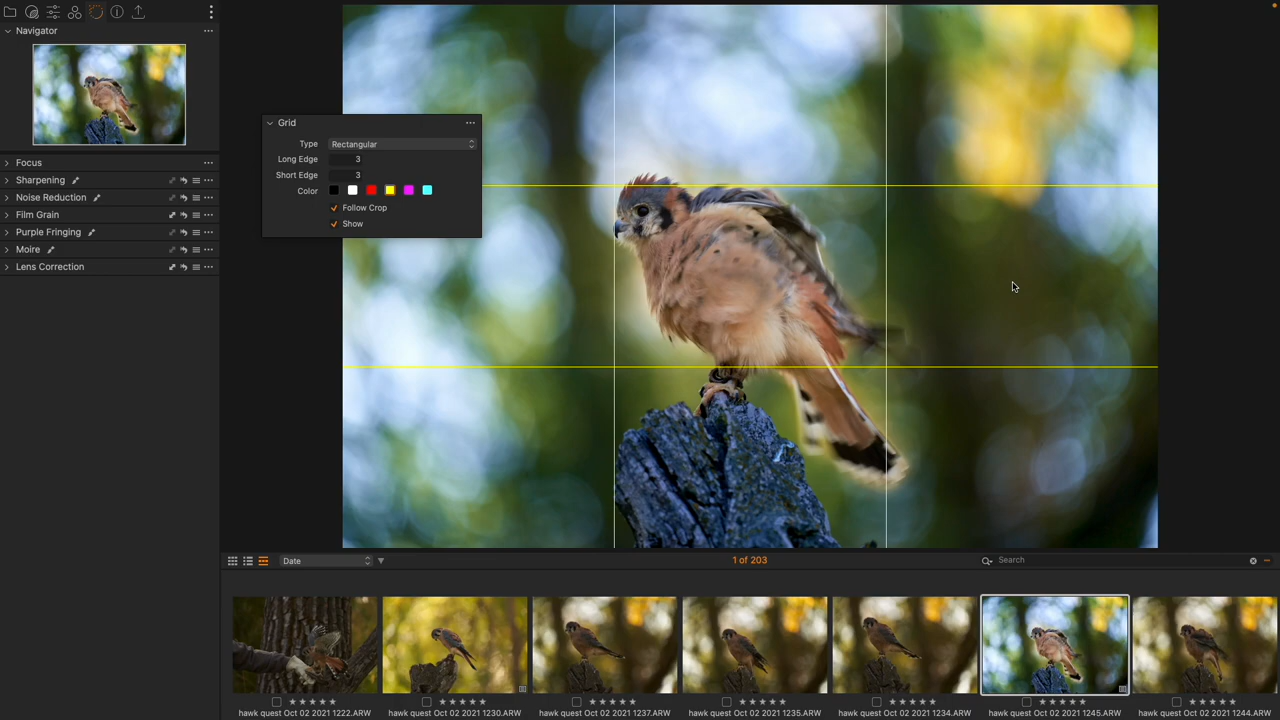 Navigator
Focus
Sharpening
Noise Reduction
Film Grain
Purple Fringing
Moire
Lens Correction
Grid
Type Rectangular
Long Edge 3
Short Edge 3
Color
Follow Crop
Show
Date 1 of 203 Search
hawk quest Oct 02 2021 1222.ARW hawk quest Oct 02 2021 1230.ARW hawk quest Oct 02 2021 1237.ARW hawk quest Oct 02 2021 1235.ARW hawk quest Oct 02 2021 1234.ARW hawk quest Oct 02 2021 1245.ARW hawk quest Oct 02 2021 1244.ARW